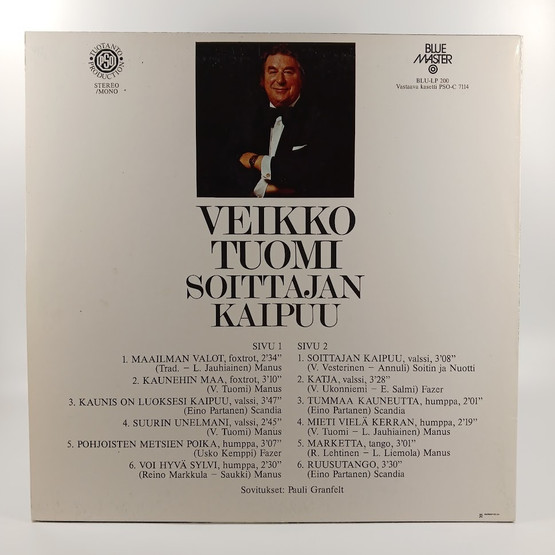 TUOTANTO
PSO
PRODUCTION
STEREO
/MONO
BLUE
MASTER
BLU-LP 700
Vastaava kasetti PSO-C 7114
VEIKKO
TUOMI
SOITTAJAN
KAIPUU
SIVU 1
1. MAAILMAN VALOT, foxtrot, 2'34"
(Trad. – L. Jauhiainen) Manus
2. KAUNEHIN MAA, foxtrot, 3'10"
(V. Tuomi) Manus
3. KAUNIS ON LUOKSESI KAIPUU, valssi, 3'47"
(Eino Partanen) Scandia
4. SUURIN UNELMANI, valssi, 2'45"
(V. Tuomi) Manus
5. POHJOISTEN METSIEN POIKA, humppa, 3'07"
(Usko Kemppi) Fazer
6. VOI HYVÄ SYLVI, humppa, 2'30"
(Reino Markkula – Saukki) Manus
SIVU 2
1. SOITTAJAN KAIPUU, valssi, 3'08"
(V. Vesterinen – Annuli) Soitin ja Nuotti
2. KATJA, valssi, 3'28"
(V. Ukonniemi – E. Salmi) Fazer
3. TUMMAA KAUNEUTTA, humppa, 2'01"
(Eino Partanen) Scandia
4. MIETI VIELÄ KERRAN, humppa, 2'19"
(V. Tuomi – L. Jauhiainen) Manus
5. MARKETTA, tango, 3'01"
(R. Lehtinen – L. Liemola) Manus
6. RUUSUTANGO, 3'30"
(Eino Partanen) Scandia
Sovitukset: Pauli Granfelt